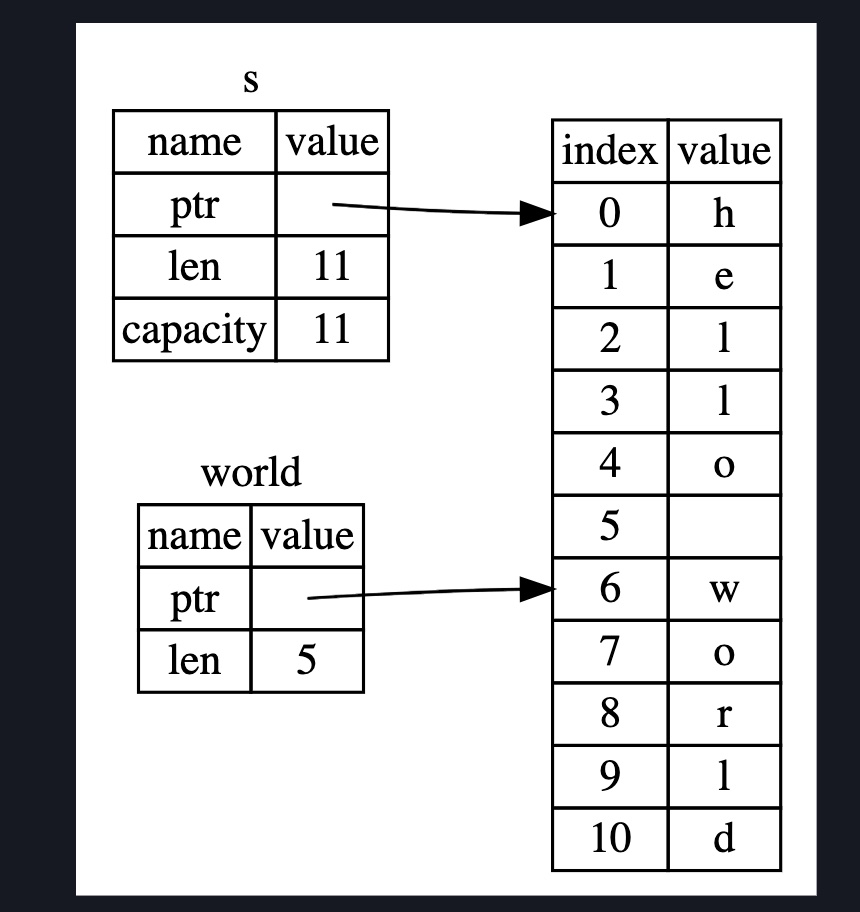 s
name value
ptr
len 11
capacity 11
world
name value
ptr
len 5
index value
0 h
1 e
2 l
3 l
4 o
5
6 w
7 o
8 r
9 l
10 d